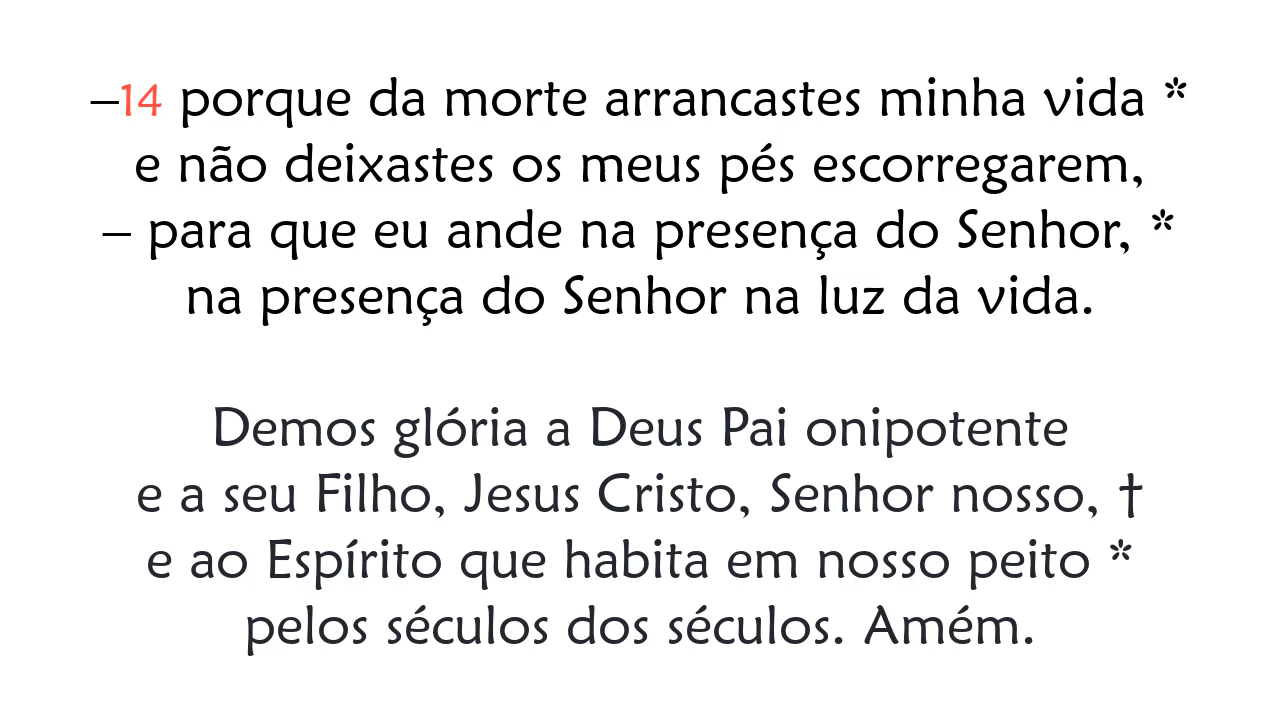 –14 porque da morte arrancastes minha vida *
e não deixastes os meus pés escorregarem,
– para que eu ande na presença do Senhor, *
na presença do Senhor na luz da vida.
Demos glória a Deus Pai onipotente
e a seu Filho, Jesus Cristo, Senhor nosso, †
e ao Espírito que habita em nosso peito *
pelos séculos dos séculos. Amém.